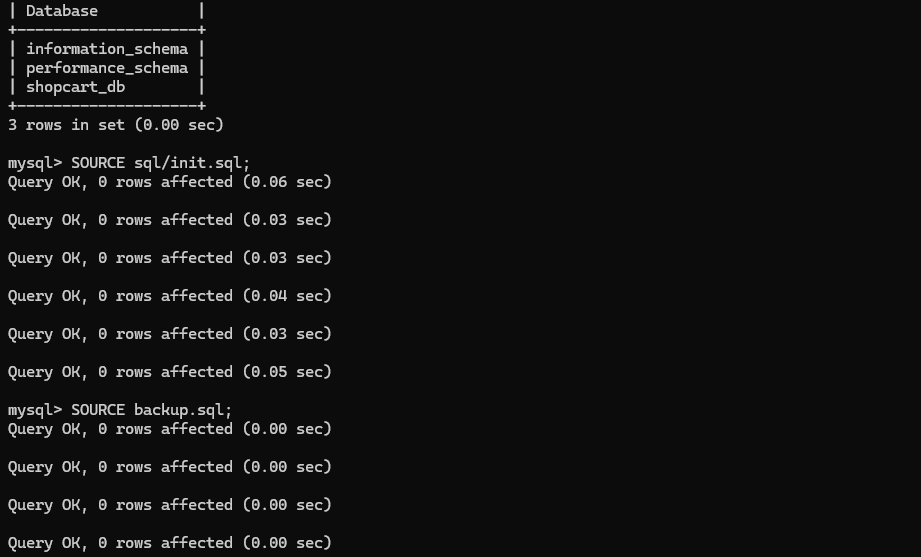 | Database           |
+--------------------+
| information_schema |
| performance_schema |
| shopcart_db        |
+--------------------+
3 rows in set (0.00 sec)
mysql> SOURCE sql/init.sql;
Query OK, 0 rows affected (0.06 sec)
Query OK, 0 rows affected (0.03 sec)
Query OK, 0 rows affected (0.03 sec)
Query OK, 0 rows affected (0.04 sec)
Query OK, 0 rows affected (0.03 sec)
Query OK, 0 rows affected (0.05 sec)
mysql> SOURCE backup.sql;
Query OK, 0 rows affected (0.00 sec)
Query OK, 0 rows affected (0.00 sec)
Query OK, 0 rows affected (0.00 sec)
Query OK, 0 rows affected (0.00 sec)